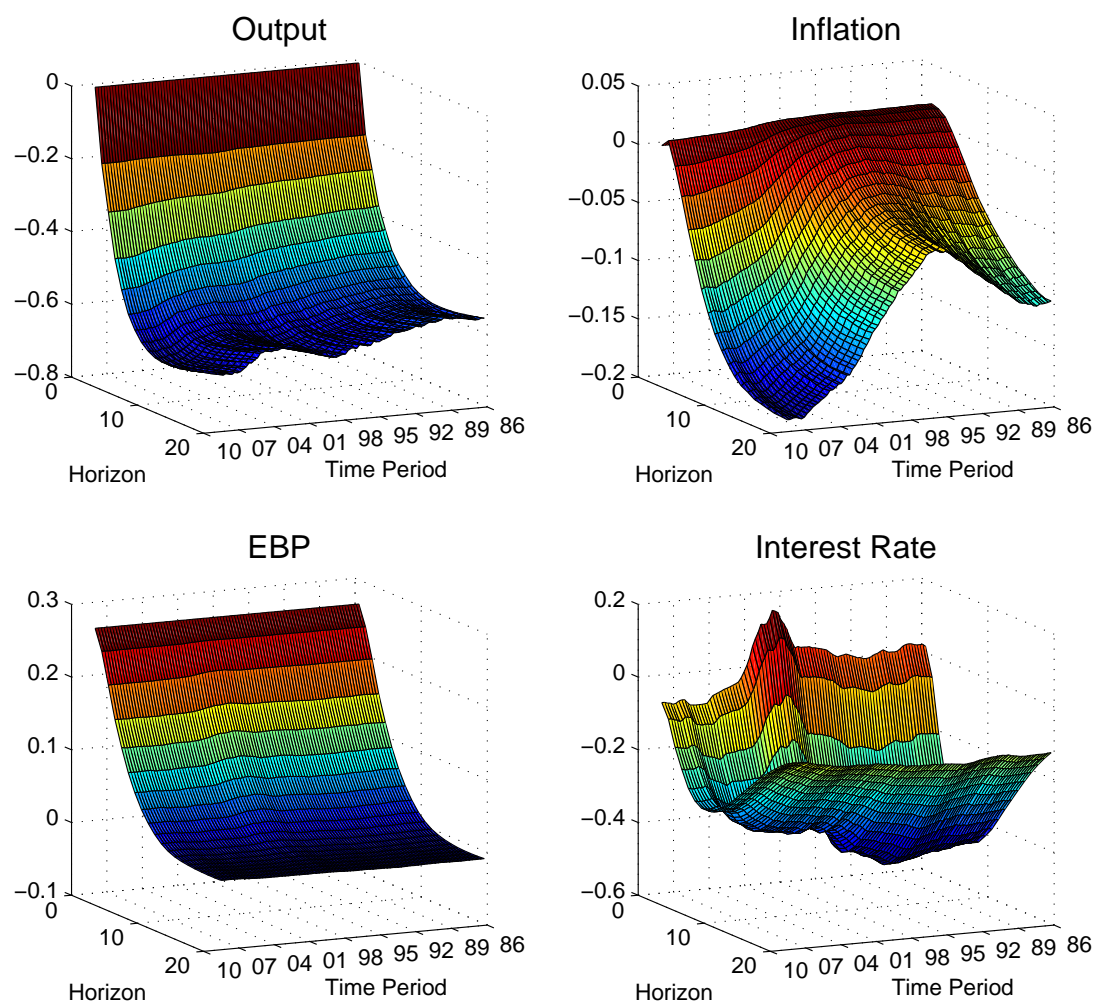 Output
0
−0.2
−0.4
−0.6
−0.8
0
10
20
Horizon
10 07 04 01 98 95 92 89 86
Time Period
Inflation
0.05
0
−0.05
−0.1
−0.15
−0.2
0
10
20
Horizon
10 07 04 01 98 95 92 89 86
Time Period
EBP
0.3
0.2
0.1
0
−0.1
0
10
20
Horizon
10 07 04 01 98 95 92 89 86
Time Period
Interest Rate
0.2
0
−0.2
−0.4
−0.6
0
10
20
Horizon
10 07 04 01 98 95 92 89 86
Time Period